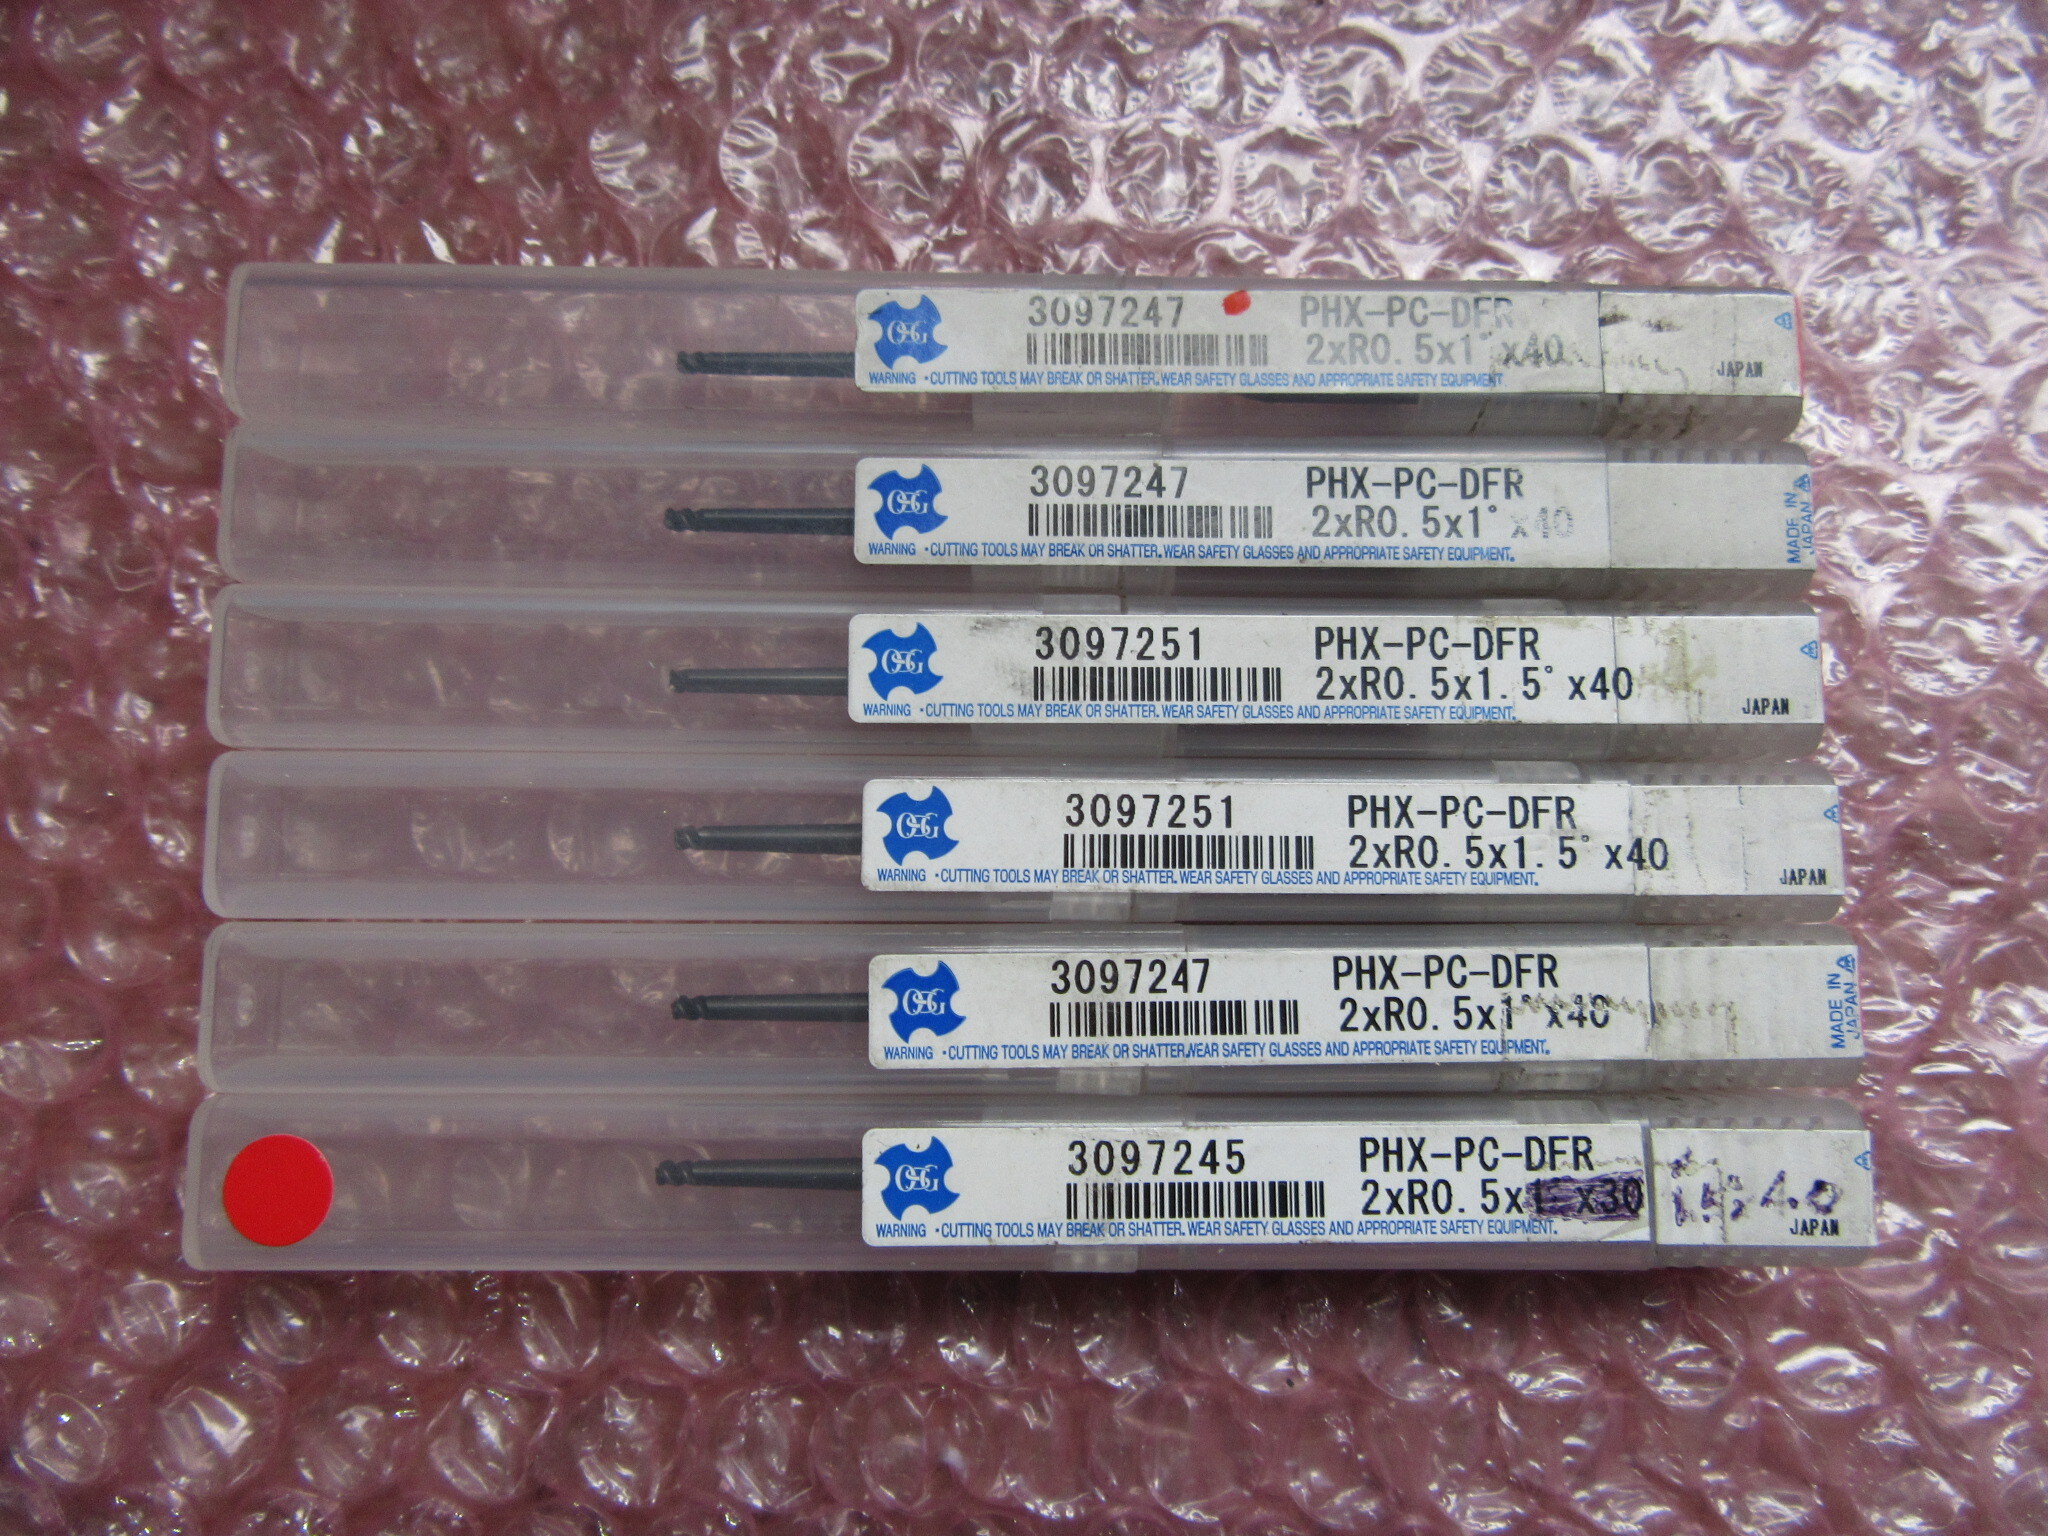 OSG 3097247 PHX-PC-DFR
2xR0.5x1° x40
WARNING ・CUTTING TOOLS MAY BREAK OR SHATTER. WEAR SAFETY GLASSES AND APPROPRIATE SAFETY EQUIPMENT.
JAPAN
OSG 3097247 PHX-PC-DFR
2xR0.5x1° x40
WARNING ・CUTTING TOOLS MAY BREAK OR SHATTER. WEAR SAFETY GLASSES AND APPROPRIATE SAFETY EQUIPMENT.
MADE IN
JAPAN
OSG 3097251 PHX-PC-DFR
2xR0.5x1.5° x40
WARNING ・CUTTING TOOLS MAY BREAK OR SHATTER. WEAR SAFETY GLASSES AND APPROPRIATE SAFETY EQUIPMENT.
JAPAN
OSG 3097251 PHX-PC-DFR
2xR0.5x1.5° x40
WARNING ・CUTTING TOOLS MAY BREAK OR SHATTER. WEAR SAFETY GLASSES AND APPROPRIATE SAFETY EQUIPMENT.
JAPAN
OSG 3097247 PHX-PC-DFR
2xR0.5x1° x40
WARNING ・CUTTING TOOLS MAY BREAK OR SHATTER. WEAR SAFETY GLASSES AND APPROPRIATE SAFETY EQUIPMENT.
MADE IN
JAPAN
OSG 3097245 PHX-PC-DFR
2xR0.5x1° x30
WARNING ・CUTTING TOOLS MAY BREAK OR SHATTER. WEAR SAFETY GLASSES AND APPROPRIATE SAFETY EQUIPMENT.
JAPAN